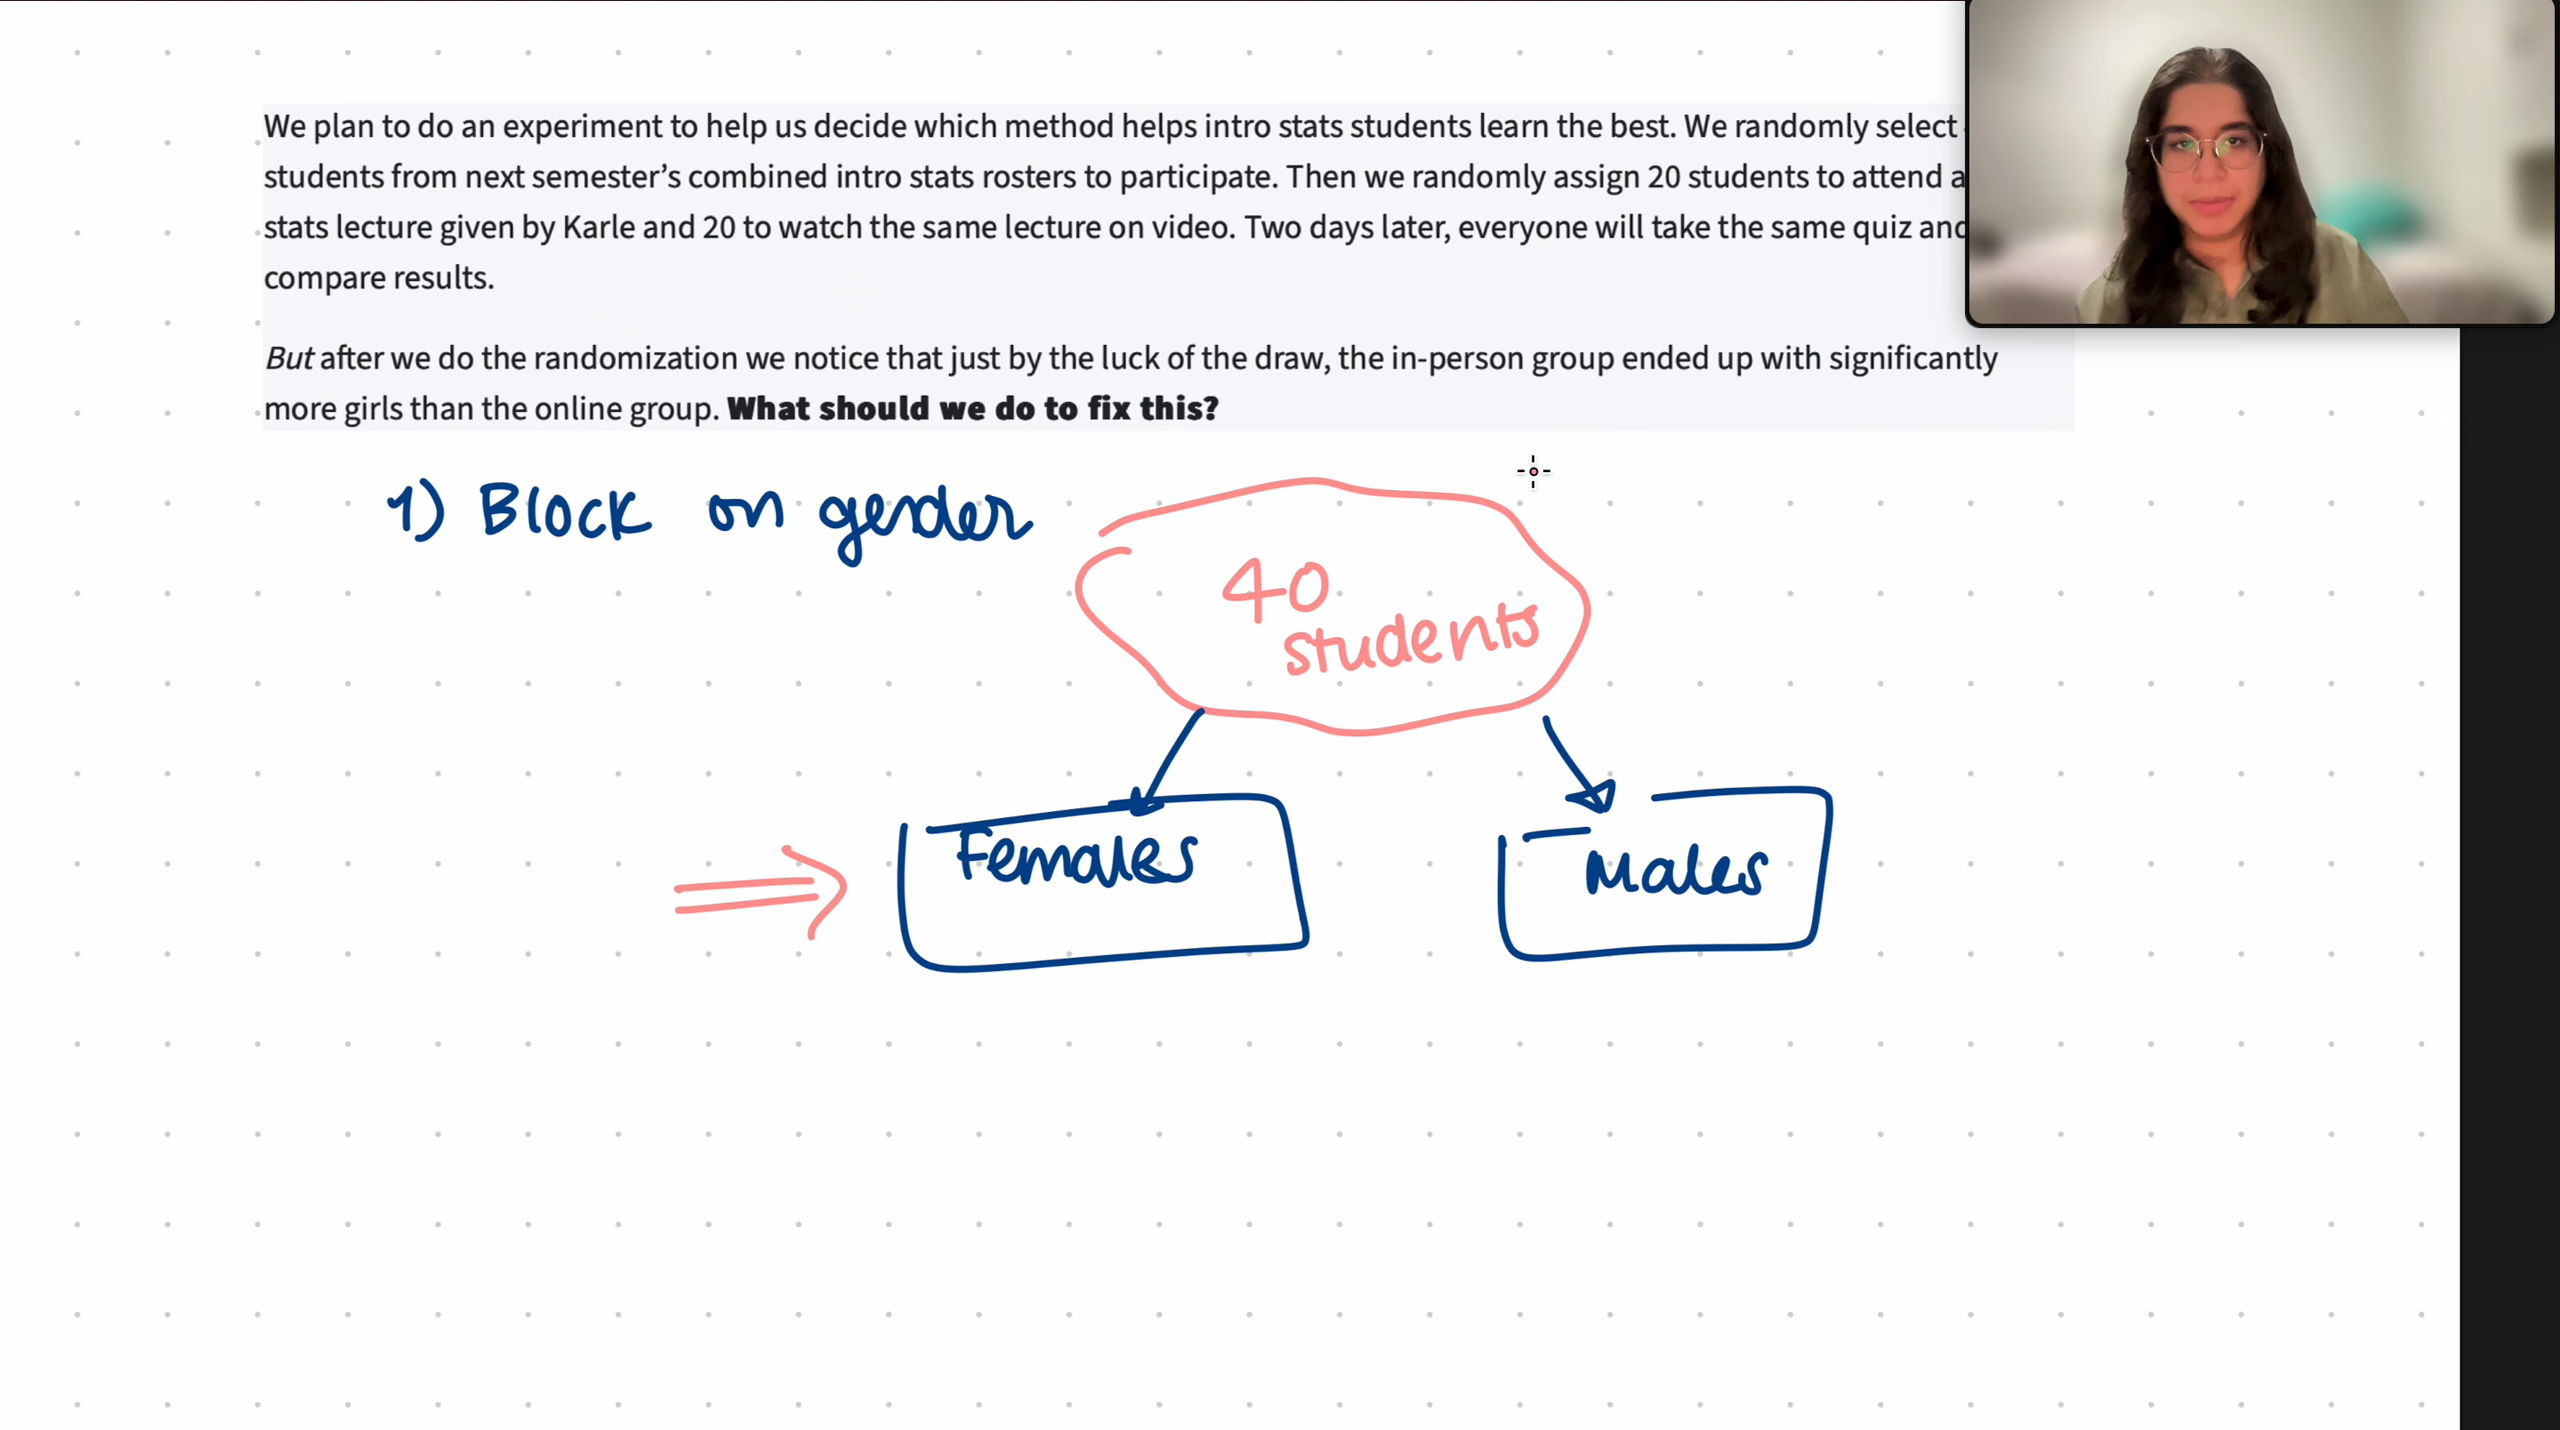 We plan to do an experiment to help us decide which method helps intro stats students learn the best. We randomly select
students from next semester's combined intro stats rosters to participate. Then we randomly assign 20 students to attend a
stats lecture given by Karle and 20 to watch the same lecture on video. Two days later, everyone will take the same quiz and
compare results.
But after we do the randomization we notice that just by the luck of the draw, the in-person group ended up with significantly
more girls than the online group. What should we do to fix this?
1) Block on gender
40
students
Females
Males